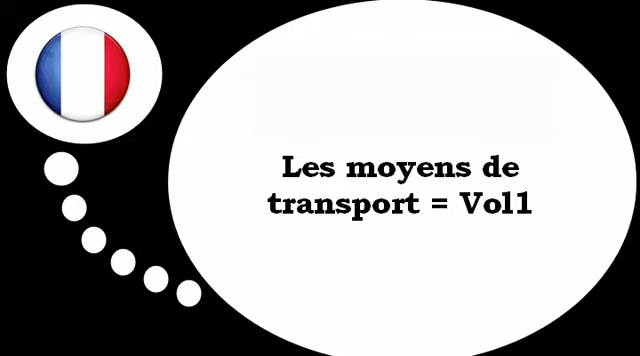 Les moyens de
transport = Vol1